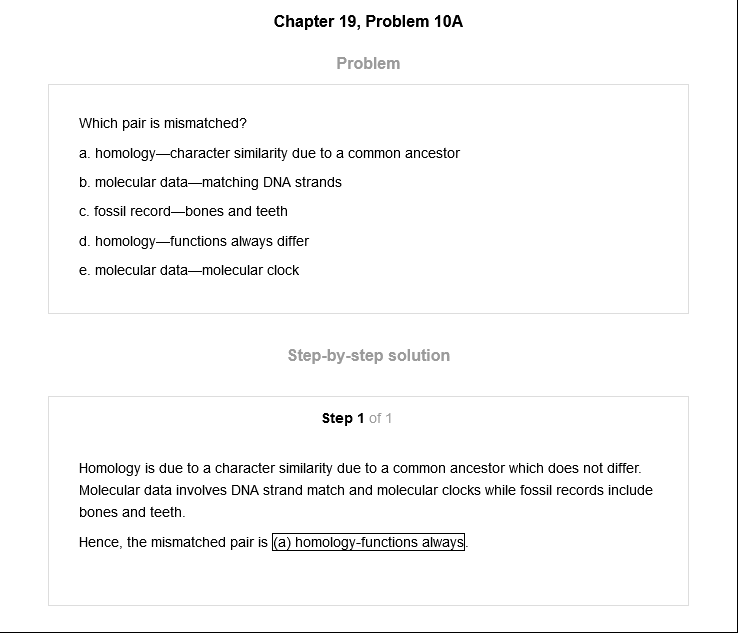 Chapter 19, Problem 10A
Problem
Which pair is mismatched?
a. homology—character similarity due to a common ancestor
b. molecular data—matching DNA strands
c. fossil record—bones and teeth
d. homology—functions always differ
e. molecular data—molecular clock
Step-by-step solution
Step 1 of 1
Homology is due to a character similarity due to a common ancestor which does not differ.
Molecular data involves DNA strand match and molecular clocks while fossil records include
bones and teeth.
Hence, the mismatched pair is (a) homology-functions always.